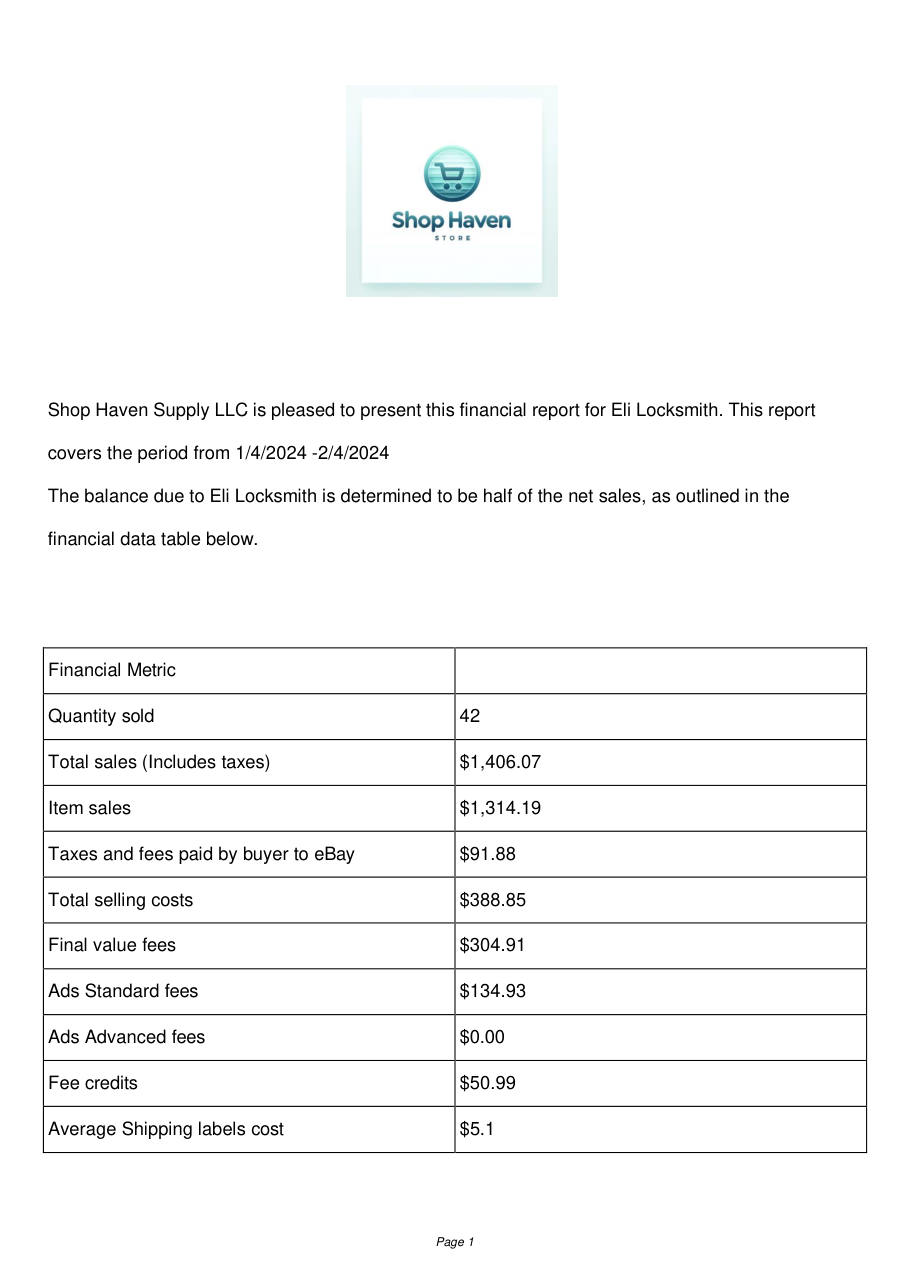 Shop Haven
STORE
Shop Haven Supply LLC is pleased to present this financial report for Eli Locksmith. This report
covers the period from 1/4/2024 -2/4/2024
The balance due to Eli Locksmith is determined to be half of the net sales, as outlined in the
financial data table below.
Financial Metric
Quantity sold 42
Total sales (Includes taxes) $1,406.07
Item sales $1,314.19
Taxes and fees paid by buyer to eBay $91.88
Total selling costs $388.85
Final value fees $304.91
Ads Standard fees $134.93
Ads Advanced fees $0.00
Fee credits $50.99
Average Shipping labels cost $5.1
Page 1